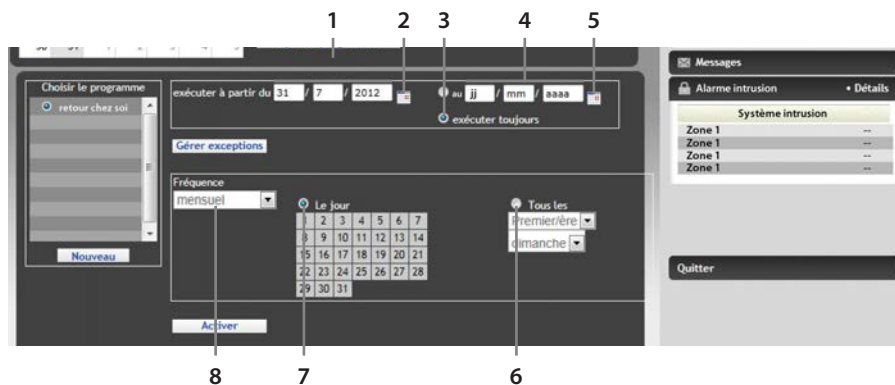 1 2 3 4 5
Choisir le programme
retour chez soi
Nouveau
exécuter à partir du 31 / 7 / 2012
au jj / mm / aaaa
exécuter toujours
Gérer exceptions
Fréquence
mensuel
Le jour
1 2 3 4 5 6 7
8 9 10 11 12 13 14
15 16 17 18 19 20 21
22 23 24 25 26 27 28
29 30 31
Tous les
Premier/ère
dimanche
Activer
Messages
Alarme intrusion • Détails
Système intrusion
Zone 1 --
Zone 1 --
Zone 1 --
Zone 1 --
Quitter
8 7 6